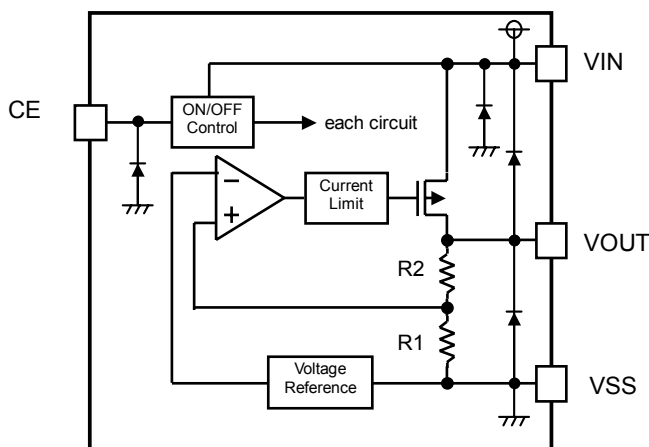 VIN
CE
ON/OFF
Control
each circuit
−
+
Current
Limit
VOUT
R2
R1
Voltage
Reference
VSS